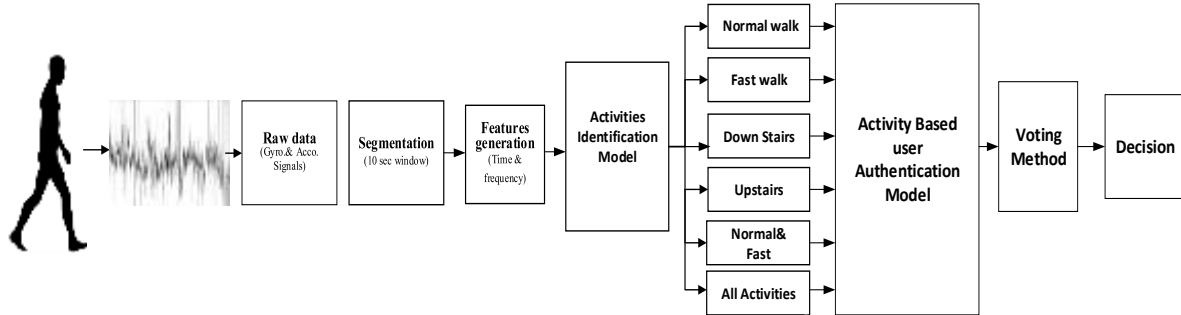 Raw data
(Gyro.& Acco.
Signals)
Segmentation
(10 sec window)
Features
generation
(Time &
frequency)
Activities
Identification
Model
Normal walk
Fast walk
Down Stairs
Upstairs
Normal&
Fast
All Activities
Activity Based
user
Authentication
Model
Voting
Method
Decision